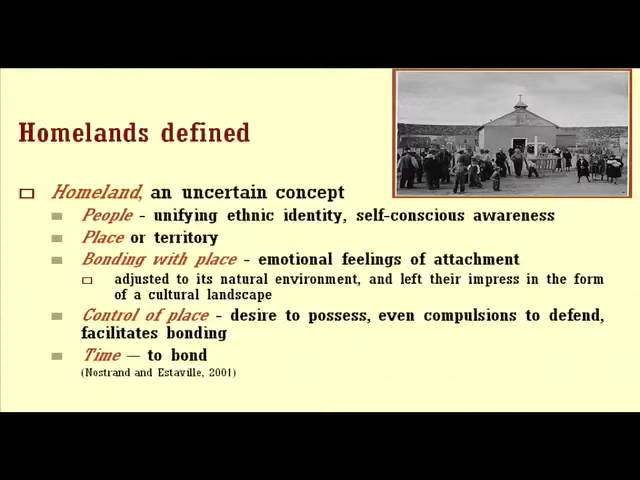 Homelands defined
Homeland, an uncertain concept
People - unifying ethnic identity, self-conscious awareness
Place or territory
Bonding with place - emotional feelings of attachment
adjusted to its natural environment, and left their impress in the form
of a cultural landscape
Control of place - desire to possess, even compulsions to defend,
facilitates bonding
Time — to bond
(Nostrand and Estaville, 2001)